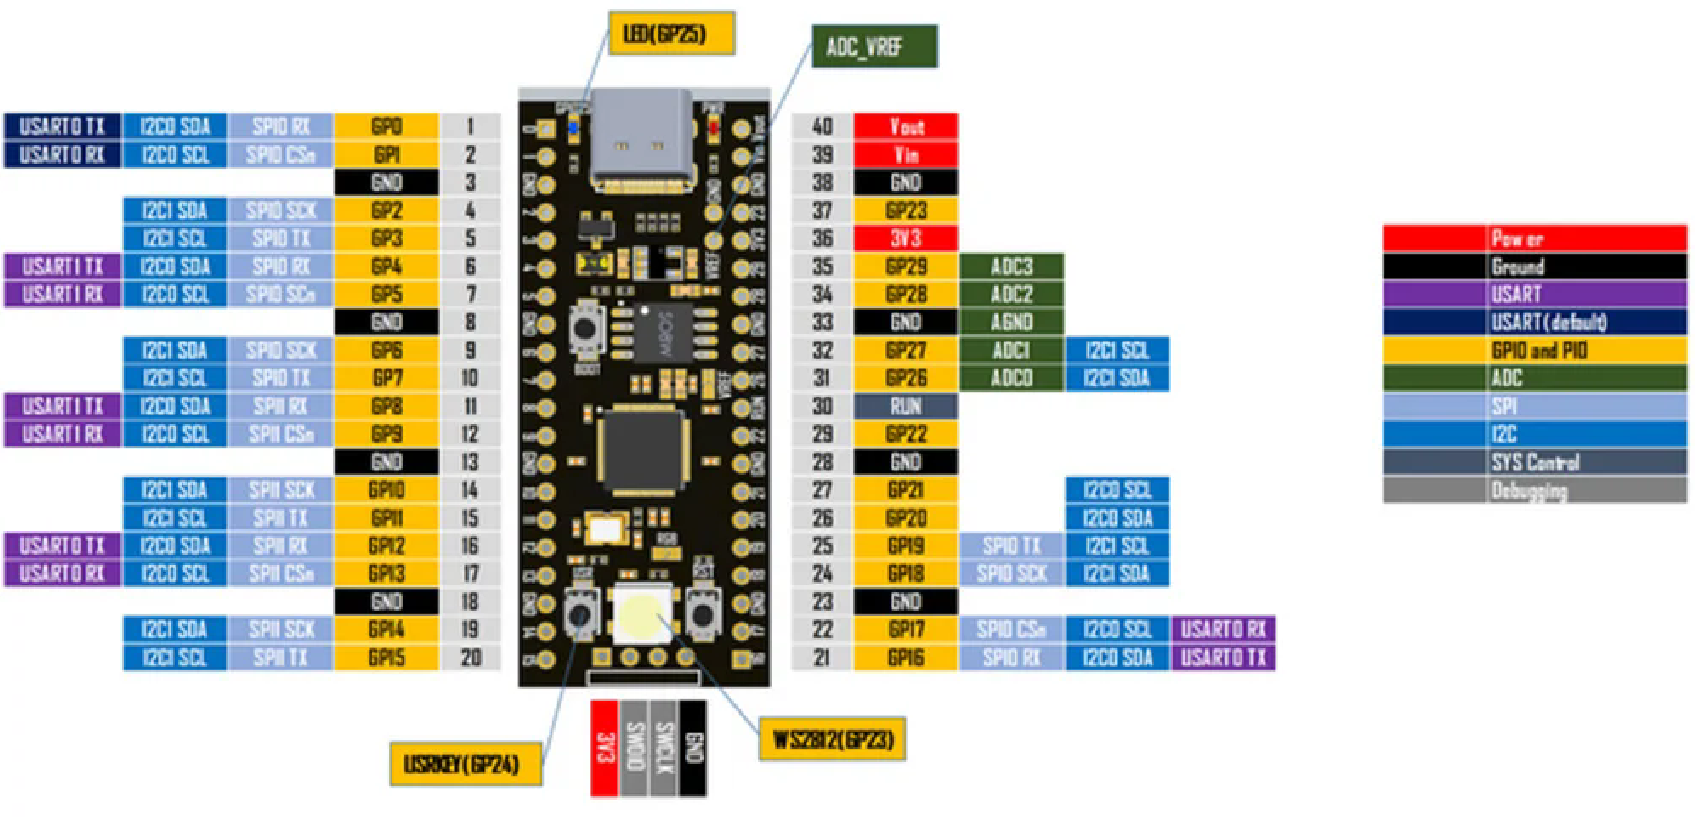 LED(GP25)
ADC_VREF
USART0 TX I2C0 SDA SPI0 RX GP0 1
USART0 RX I2C0 SCL SPI0 CSn GP1 2
GND 3
I2C1 SDA SPI0 SCK GP2 4
I2C1 SCL SPI0 TX GP3 5
USART1 TX I2C0 SDA SPI0 RX GP4 6
USART1 RX I2C0 SCL SPI0 SCn GP5 7
GND 8
I2C1 SDA SPI0 SCK GP6 9
I2C1 SCL SPI0 TX GP7 10
USART1 TX I2C0 SDA SPI1 RX GP8 11
USART1 RX I2C0 SCL SPI1 CSn GP9 12
GND 13
I2C1 SDA SPI1 SCK GP10 14
I2C1 SCL SPI1 TX GP11 15
USART0 TX I2C0 SDA SPI1 RX GP12 16
USART0 RX I2C0 SCL SPI1 CSn GP13 17
GND 18
I2C1 SDA SPI1 SCK GP14 19
I2C1 SCL SPI1 TX GP15 20
PWR
GND
VREF
BOOT
VREF
USR
RST
40 Vout
39 Vin
38 GND
37 GP23
36 3V3
35 GP29 ADC3
34 GP28 ADC2
33 GND AGND
32 GP27 ADC1 I2C1 SCL
31 GP26 ADC0 I2C1 SDA
30 RUN
29 GP22
28 GND
27 GP21 I2C0 SCL
26 GP20 I2C0 SDA
25 GP19 SPI0 TX I2C1 SCL
24 GP18 SPI0 SCK I2C1 SDA
23 GND
22 GP17 SPI0 CSn I2C0 SCL USART0 RX
21 GP16 SPI0 RX I2C0 SDA USART0 TX
Power
Ground
USART
USART(default)
GPIO and PIO
ADC
SPI
I2C
SYS Control
Debugging
3V3
SWDIO
SWCLK
GND
USRKEY(GP24)
WS2812(GP23)